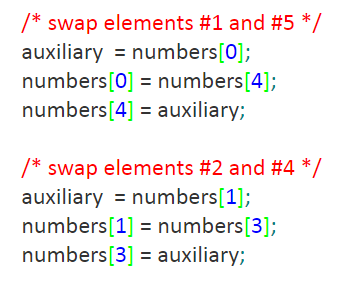 /* swap elements #1 and #5 */
auxiliary  = numbers[0];
numbers[0] = numbers[4];
numbers[4] = auxiliary;
/* swap elements #2 and #4 */
auxiliary  = numbers[1];
numbers[1] = numbers[3];
numbers[3] = auxiliary;